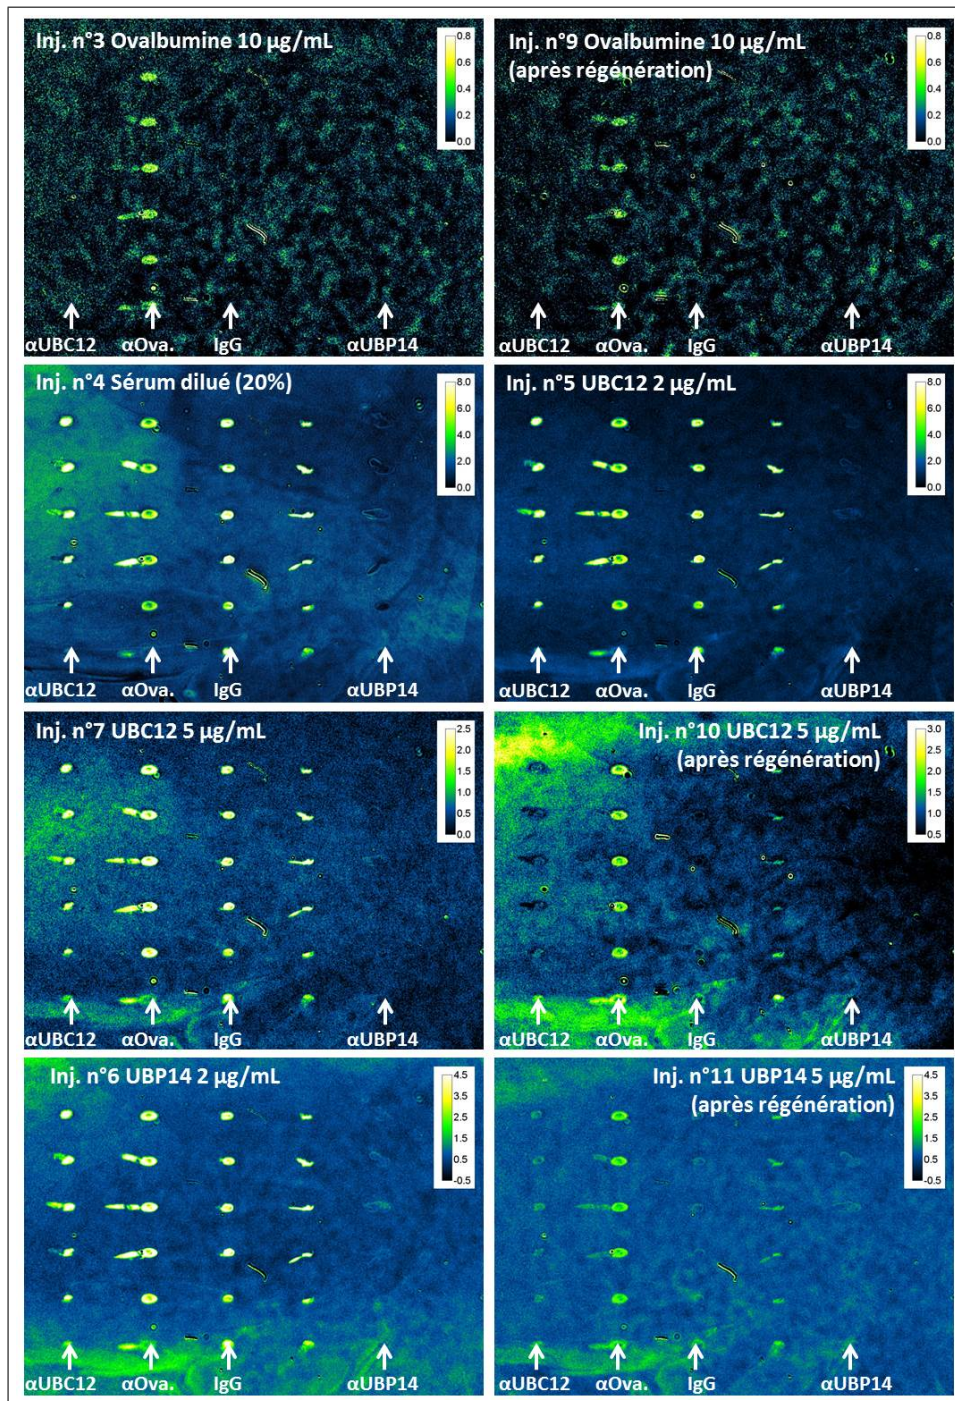 Inj. n°3 Ovalbumine 10 µg/mL
0.8
0.6
0.4
0.2
0.0
αUBC12
αOva.
IgG
αUBP14
Inj. n°9 Ovalbumine 10 µg/mL
(après régénération)
0.8
0.6
0.4
0.2
0.0
αUBC12
αOva.
IgG
αUBP14
Inj. n°4 Sérum dilué (20%)
8.0
6.0
4.0
2.0
0.0
αUBC12
αOva.
IgG
αUBP14
Inj. n°5 UBC12 2 µg/mL
8.0
6.0
4.0
2.0
0.0
αUBC12
αOva.
IgG
αUBP14
Inj. n°7 UBC12 5 µg/mL
2.5
2.0
1.5
1.0
0.5
0.0
αUBC12
αOva.
IgG
αUBP14
Inj. n°10 UBC12 5 µg/mL
(après régénération)
3.0
2.5
2.0
1.5
1.0
0.5
αUBC12
αOva.
IgG
αUBP14
Inj. n°6 UBP14 2 µg/mL
4.5
3.5
2.5
1.5
0.5
-0.5
αUBC12
αOva.
IgG
αUBP14
Inj. n°11 UBP14 5 µg/mL
(après régénération)
4.5
3.5
2.5
1.5
0.5
-0.5
αUBC12
αOva.
IgG
αUBP14